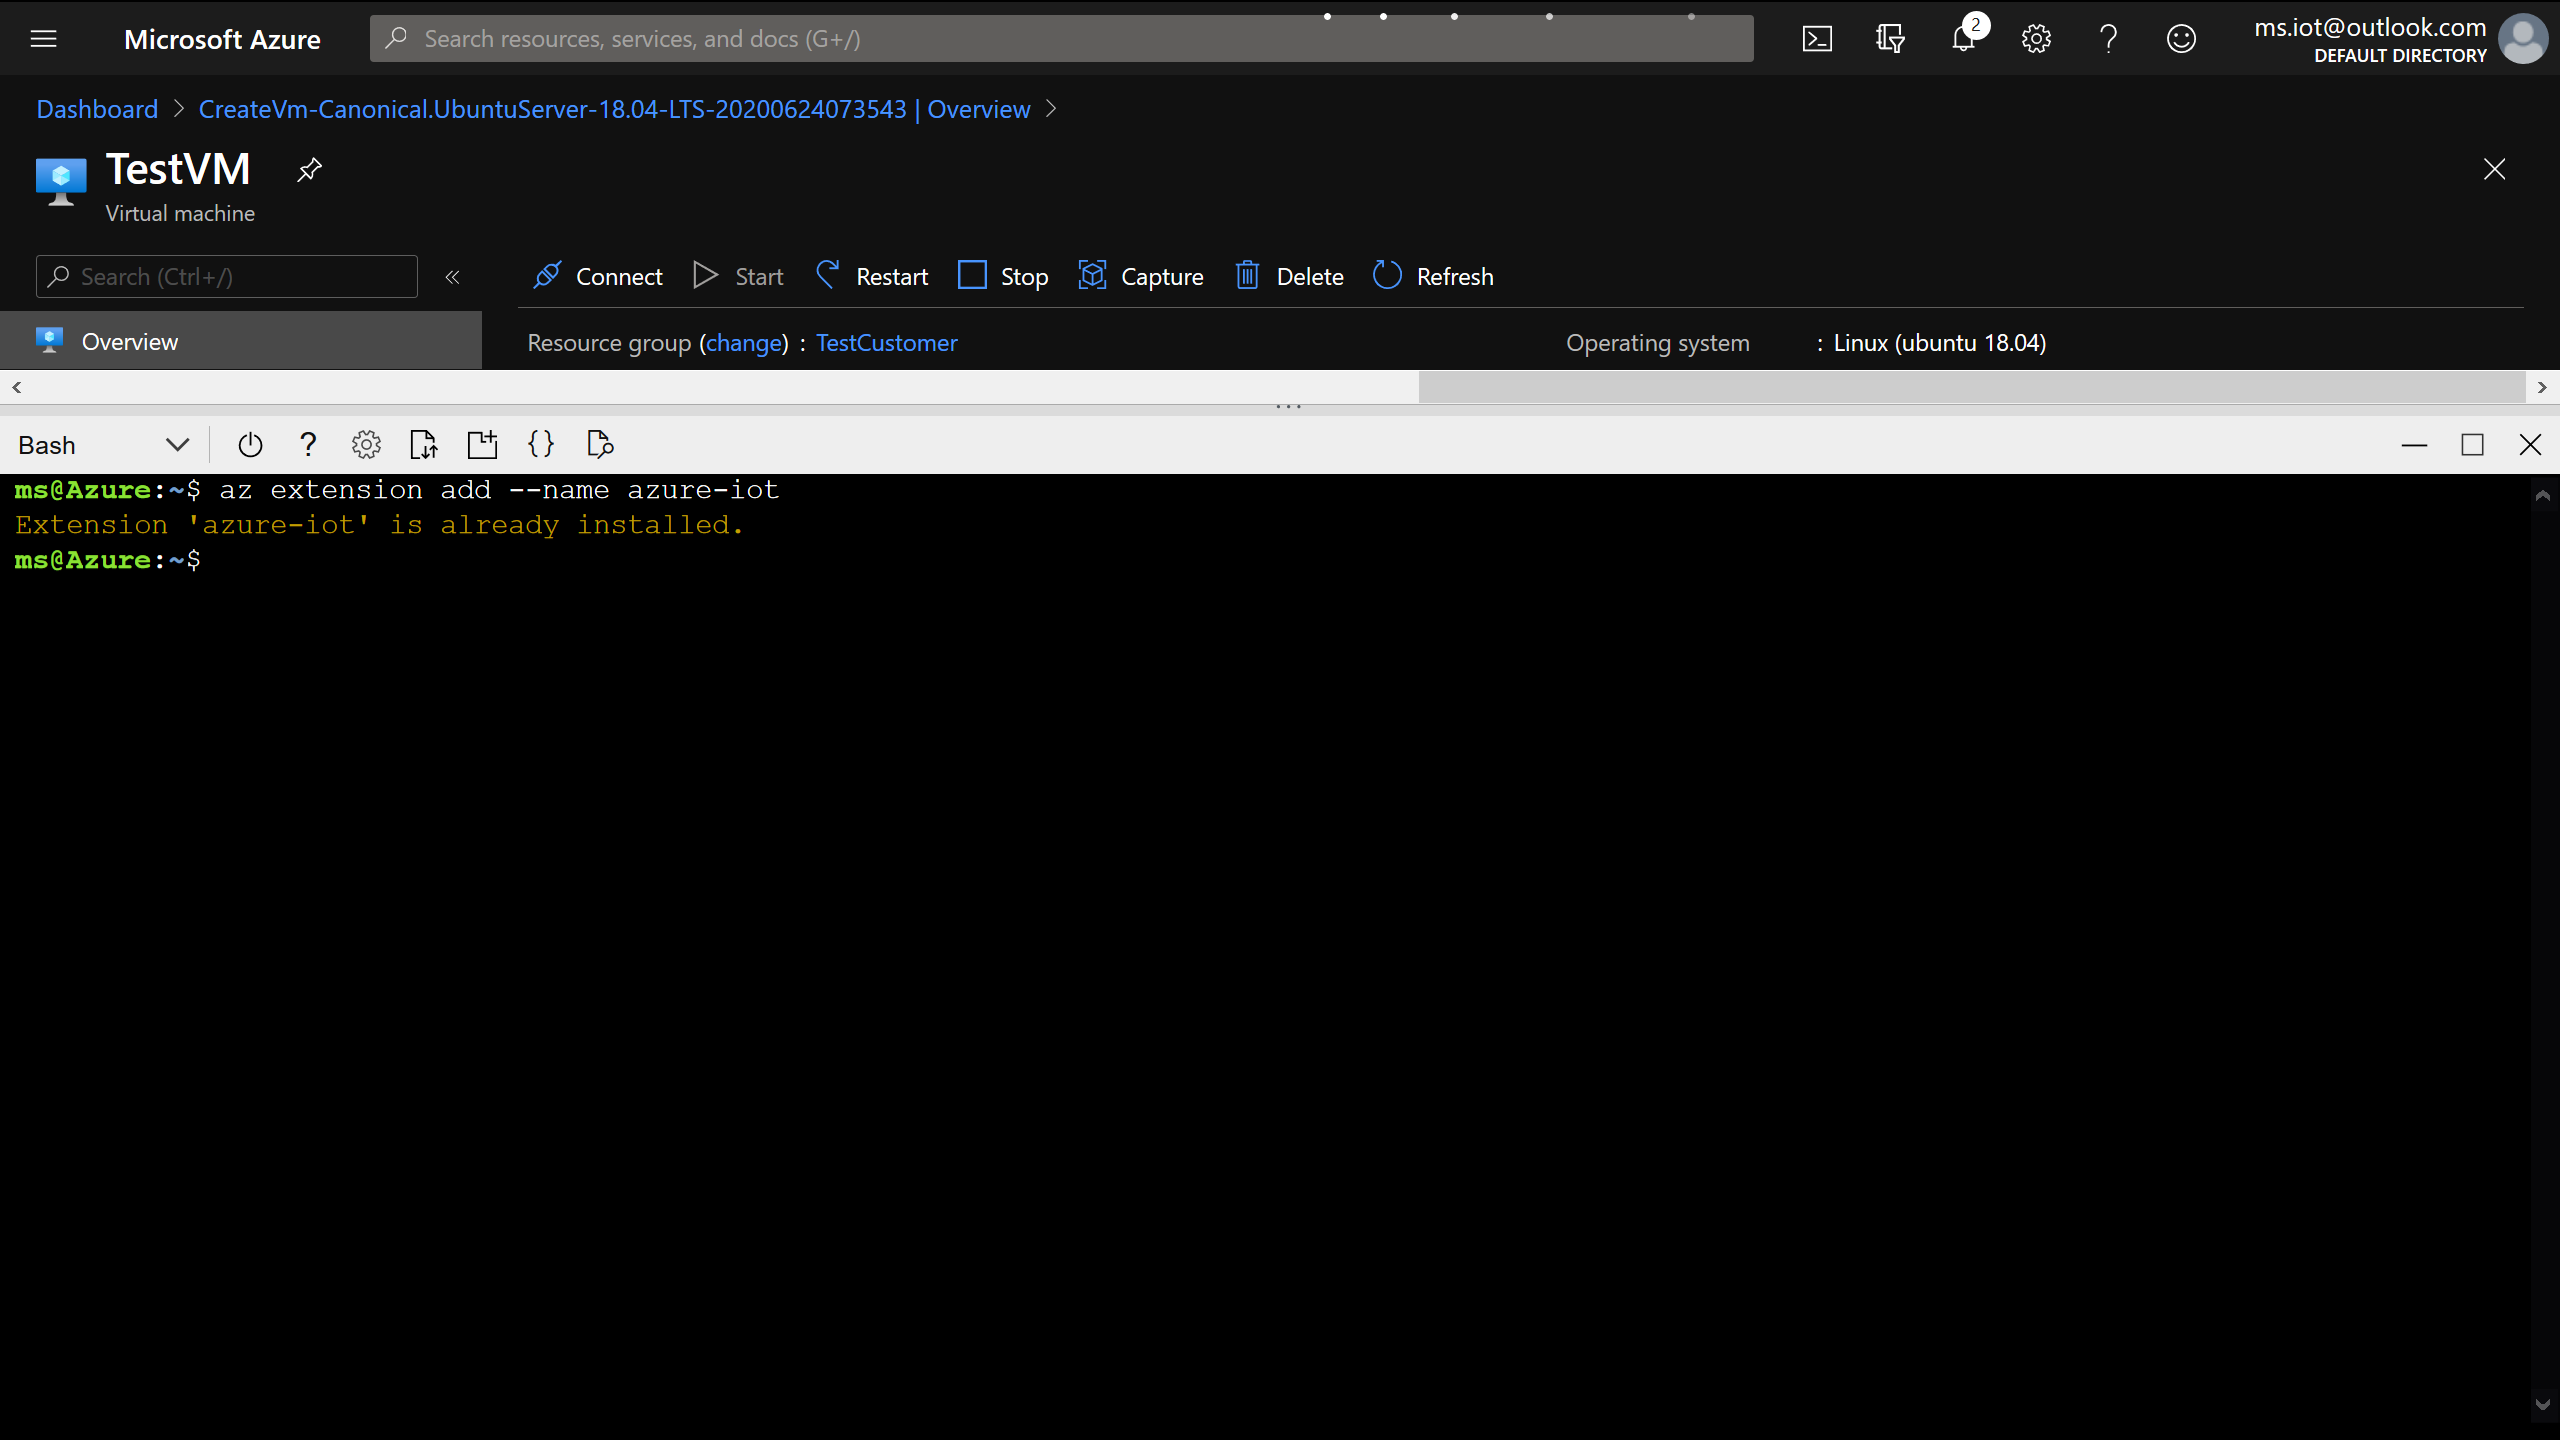 Microsoft Azure
Search resources, services, and docs (G+/)
2
ms.iot@outlook.com
DEFAULT DIRECTORY
Dashboard > CreateVm-Canonical.UbuntuServer-18.04-LTS-20200624073543 | Overview >
TestVM
Virtual machine
Search (Ctrl+/)
«
Connect Start Restart Stop Capture Delete Refresh
Overview
Resource group (change) : TestCustomer
Operating system : Linux (ubuntu 18.04)
Bash
?
{}
ms@Azure:~$ az extension add --name azure-iot
Extension 'azure-iot' is already installed.
ms@Azure:~$